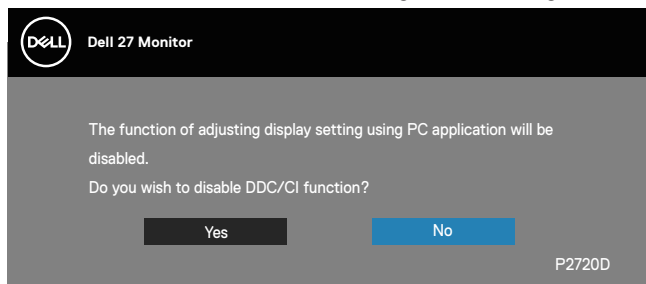 DELL
Dell 27 Monitor
The function of adjusting display setting using PC application will be
disabled.
Do you wish to disable DDC/CI function?
Yes No
P2720D